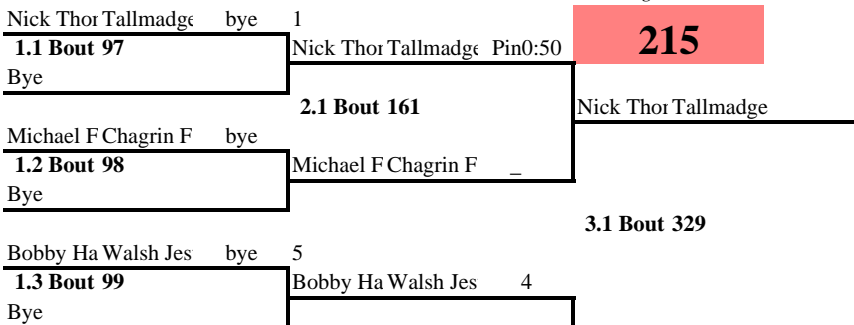 Nick Thor Tallmadge bye 1
1.1 Bout 97 Nick Thor Tallmadge Pin0:50 215
Bye
2.1 Bout 161 Nick Thor Tallmadge
Michael F Chagrin F bye
1.2 Bout 98 Michael F Chagrin F _
Bye
3.1 Bout 329
Bobby Ha Walsh Jes bye 5
1.3 Bout 99 Bobby Ha Walsh Jes 4
Bye